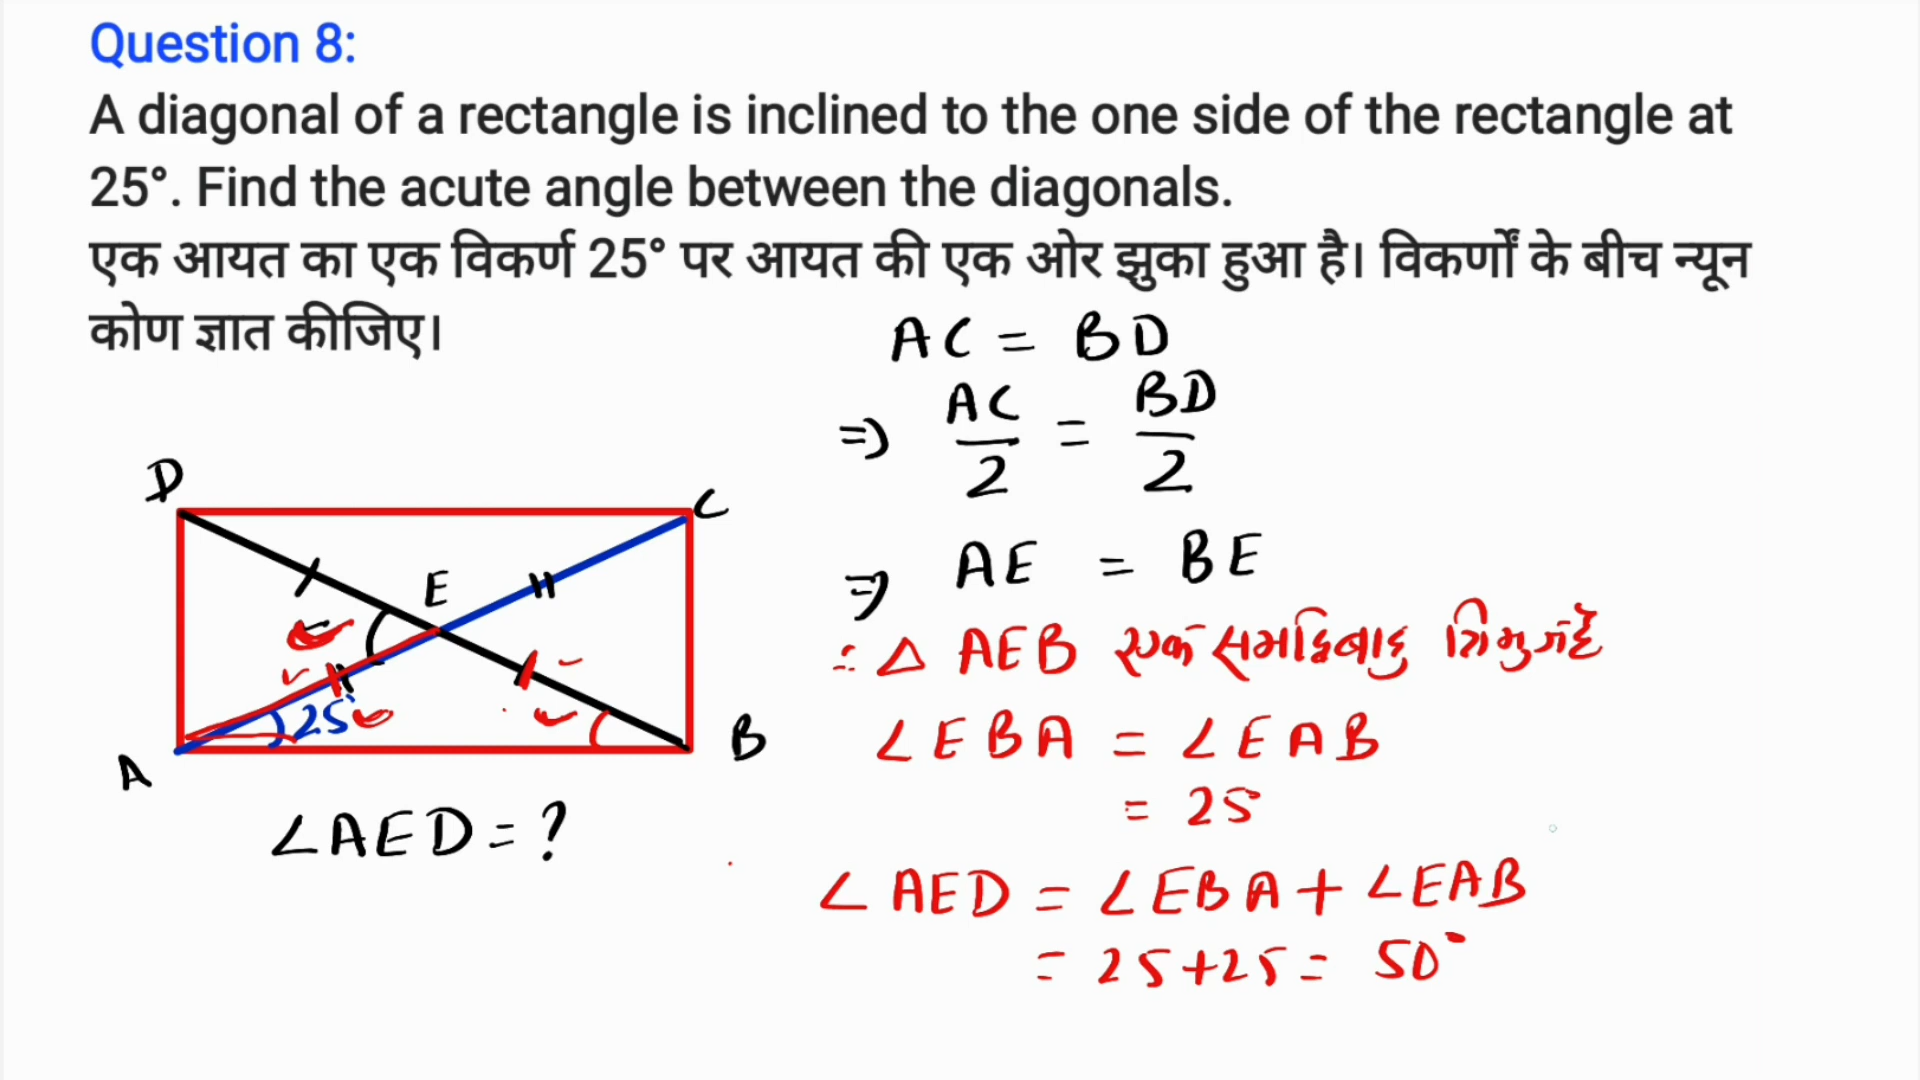 Question 8:
A diagonal of a rectangle is inclined to the one side of the rectangle at
25°. Find the acute angle between the diagonals.
एक आयत का एक विकर्ण 25° पर आयत की एक ओर झुका हुआ है। विकर्णों के बीच न्यून
कोण ज्ञात कीजिए।
AC = BD
⇒ AC/2 = BD/2
⇒ AE = BE
∴ △ AEB एक समद्विबाहु त्रिभुज है
∠EBA = ∠EAB
= 25
∠AED = ∠EBA + ∠EAB
= 25+25 = 50°
D
C
E
25°
A
B
∠AED = ?